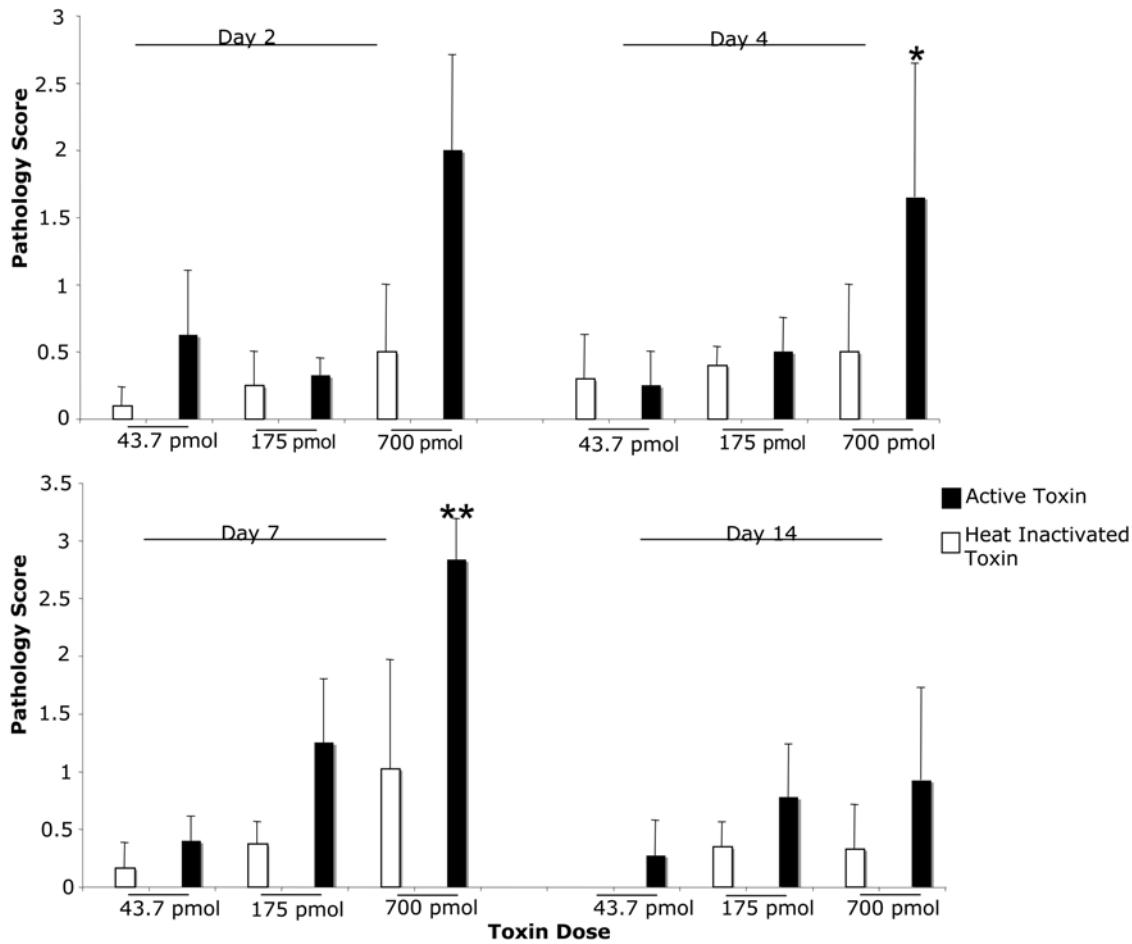 Pathology Score
3
2.5
2
1.5
1
0.5
0
Day 2
Day 4
*
43.7 pmol
175 pmol
700 pmol
43.7 pmol
175 pmol
700 pmol
Pathology Score
3.5
3
2.5
2
1.5
1
0.5
0
Day 7
**
Day 14
43.7 pmol
175 pmol
700 pmol
43.7 pmol
175 pmol
700 pmol
Toxin Dose
Active Toxin
Heat Inactivated
Toxin